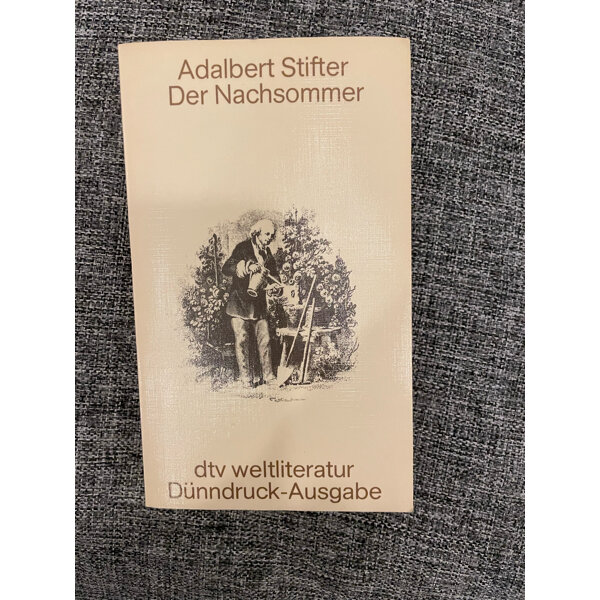 Adalbert Stifter
Der Nachsommer
dtv weltliteratur
Dünndruck-Ausgabe